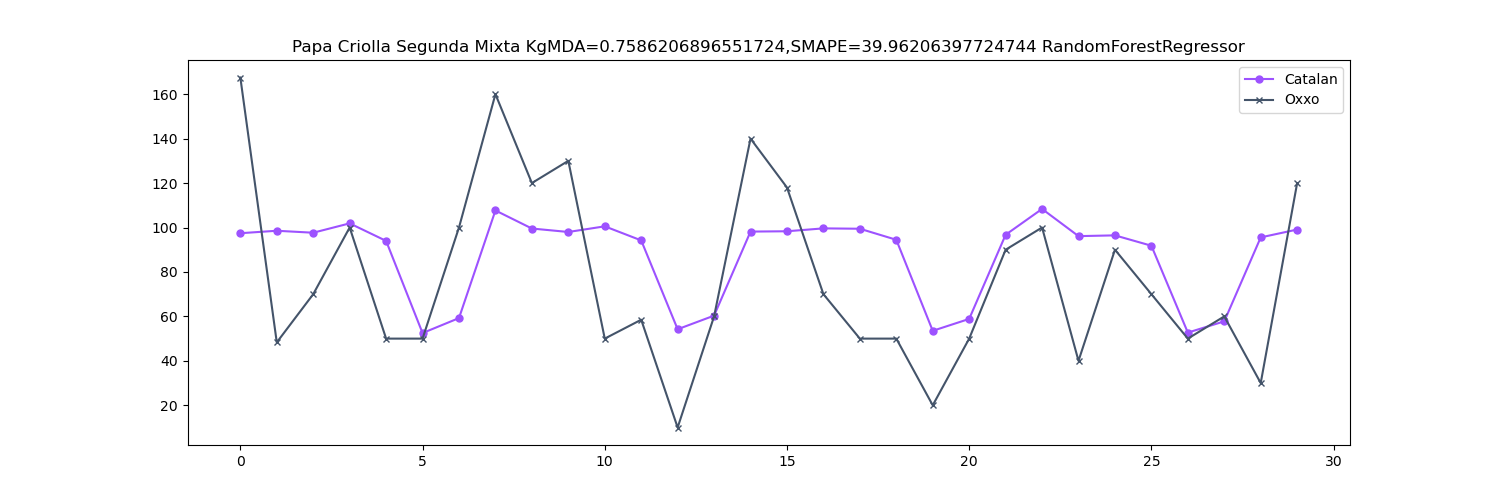 Papa Criolla Segunda Mixta KgMDA=0.7586206896551724,SMAPE=39.96206397724744 RandomForestRegressor
Catalan
Oxxo
160
140
120
100
80
60
40
20
0 5 10 15 20 25 30